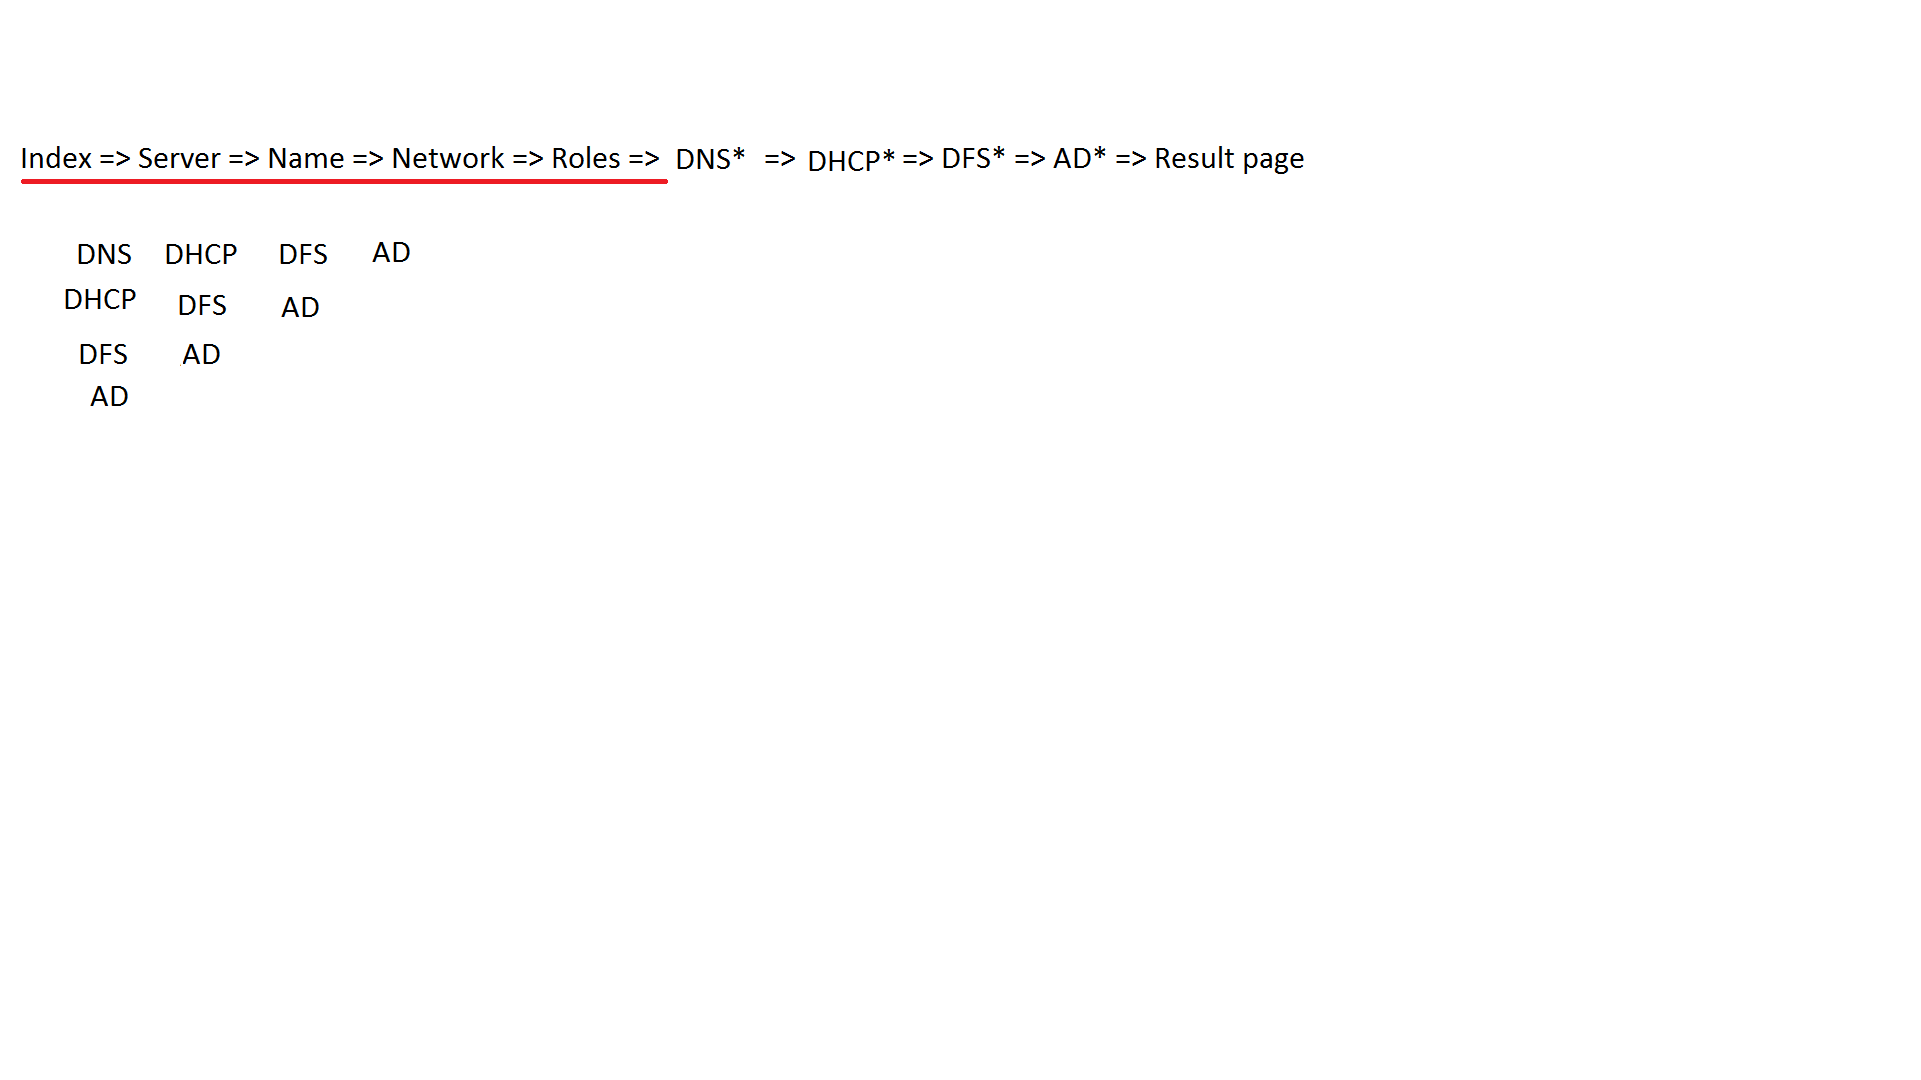 Index => Server => Name => Network => Roles => DNS* => DHCP* => DFS* => AD* => Result page
DNS DHCP DFS AD
DHCP DFS AD
DFS AD
AD